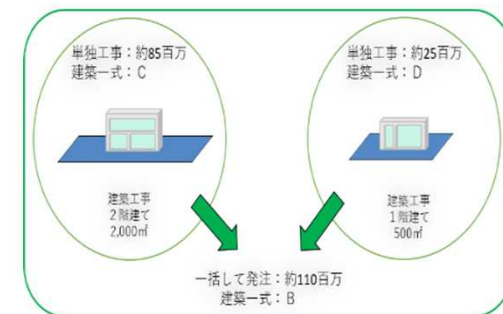 単独工事：約85百万
建築一式：C
単独工事：約25百万
建築一式：D
建築工事
2階建て
2,000㎡
建築工事
1階建て
500㎡
一括して発注：約110百万
建築一式：B